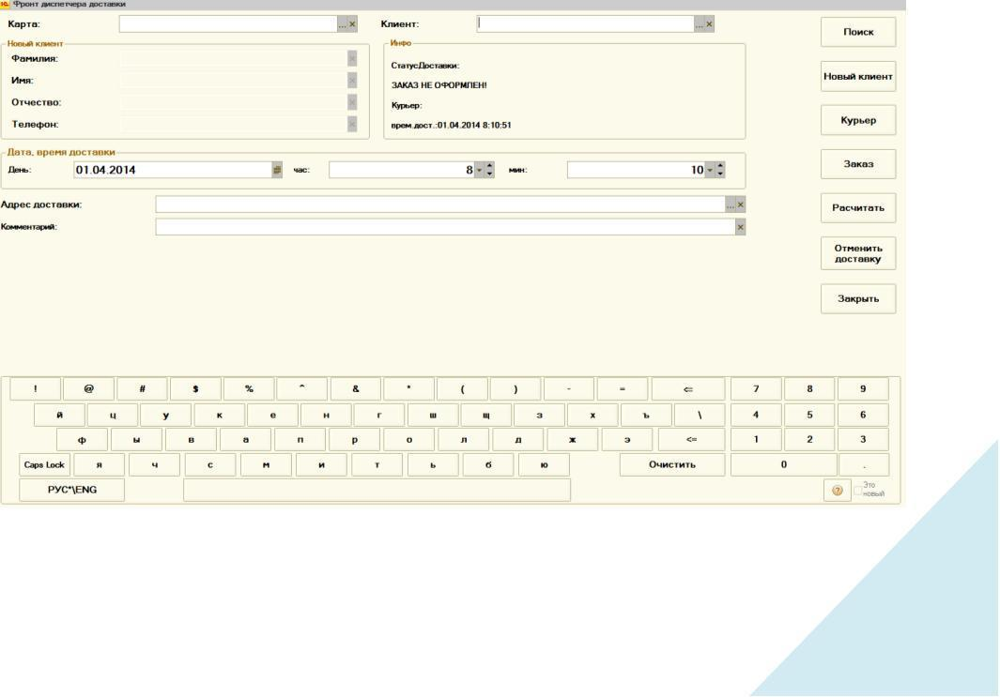 1С Фронт диспетчера доставки
Карта: ... × Клиент: ... × Поиск
Новый клиент Инфо
Фамилия: × СтатусДоставки:
Имя: × ЗАКАЗ НЕ ОФОРМЛЕН! Новый клиент
Отчество: × Курьер:
Телефон: × врем.дост.:01.04.2014 8:10:51 Курьер
Дата, время доставки
День: 01.04.2014 час: 8 мин: 10 Заказ
Адрес доставки: ... × Расчитать
Комментарий: ×
Отменить
доставку
Закрыть
! @ # $ % ^ & * ( ) - = ⇐ 7 8 9
й ц у к е н г ш щ з х ъ \ 4 5 6
ф ы в а п р о л д ж э <= 1 2 3
Caps Lock я ч с м и т ь б ю Очистить 0 .
РУС*\ENG ? Это
новый